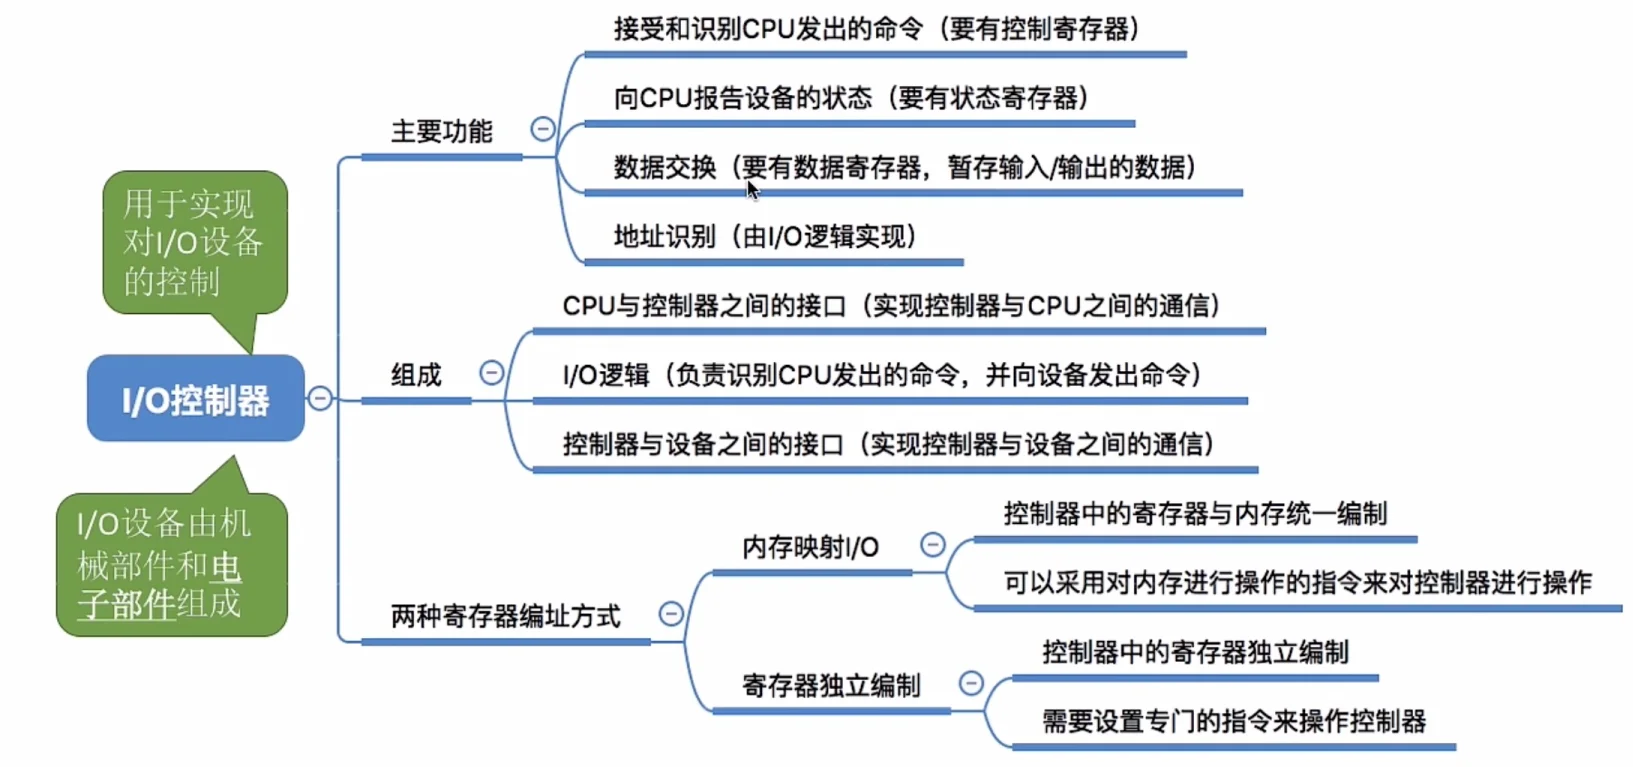 接受和识别CPU发出的命令（要有控制寄存器）
向CPU报告设备的状态（要有状态寄存器）
主要功能
数据交换（要有数据寄存器，暂存输入/输出的数据）
地址识别（由I/O逻辑实现）
用于实现
对I/O设备
的控制
CPU与控制器之间的接口（实现控制器与CPU之间的通信）
组成
I/O逻辑（负责识别CPU发出的命令，并向设备发出命令）
I/O控制器
控制器与设备之间的接口（实现控制器与设备之间的通信）
I/O设备由机
械部件和电
子部件组成
控制器中的寄存器与内存统一编制
内存映射I/O
可以采用对内存进行操作的指令来对控制器进行操作
两种寄存器编址方式
控制器中的寄存器独立编制
寄存器独立编制
需要设置专门的指令来操作控制器